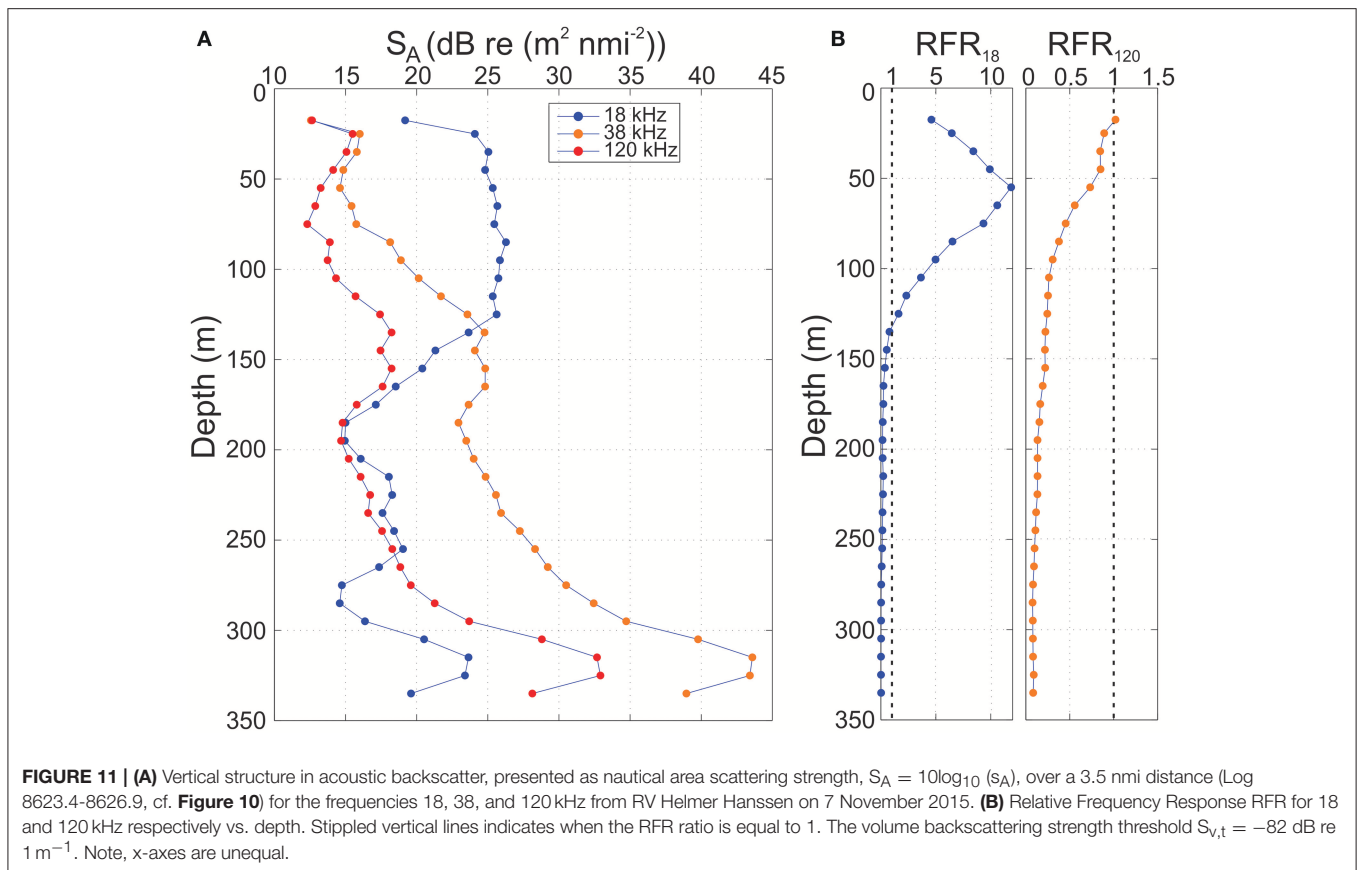 A
S_A (dB re (m² nmi⁻²))
10 15 20 25 30 35 40 45
0
50
100
150
200
250
300
350
Depth (m)
18 kHz
38 kHz
120 kHz
B
RFR₁₈
1 5 10
RFR₁₂₀
0 0.5 1 1.5
0
50
100
150
200
250
300
350
Depth (m)
FIGURE 11 | (A) Vertical structure in acoustic backscatter, presented as nautical area scattering strength, S_A = 10log₁₀ (s_A), over a 3.5 nmi distance (Log
8623.4-8626.9, cf. Figure 10) for the frequencies 18, 38, and 120 kHz from RV Helmer Hanssen on 7 November 2015. (B) Relative Frequency Response RFR for 18
and 120 kHz respectively vs. depth. Stippled vertical lines indicates when the RFR ratio is equal to 1. The volume backscattering strength threshold S_v,t = −82 dB re
1 m⁻¹. Note, x-axes are unequal.